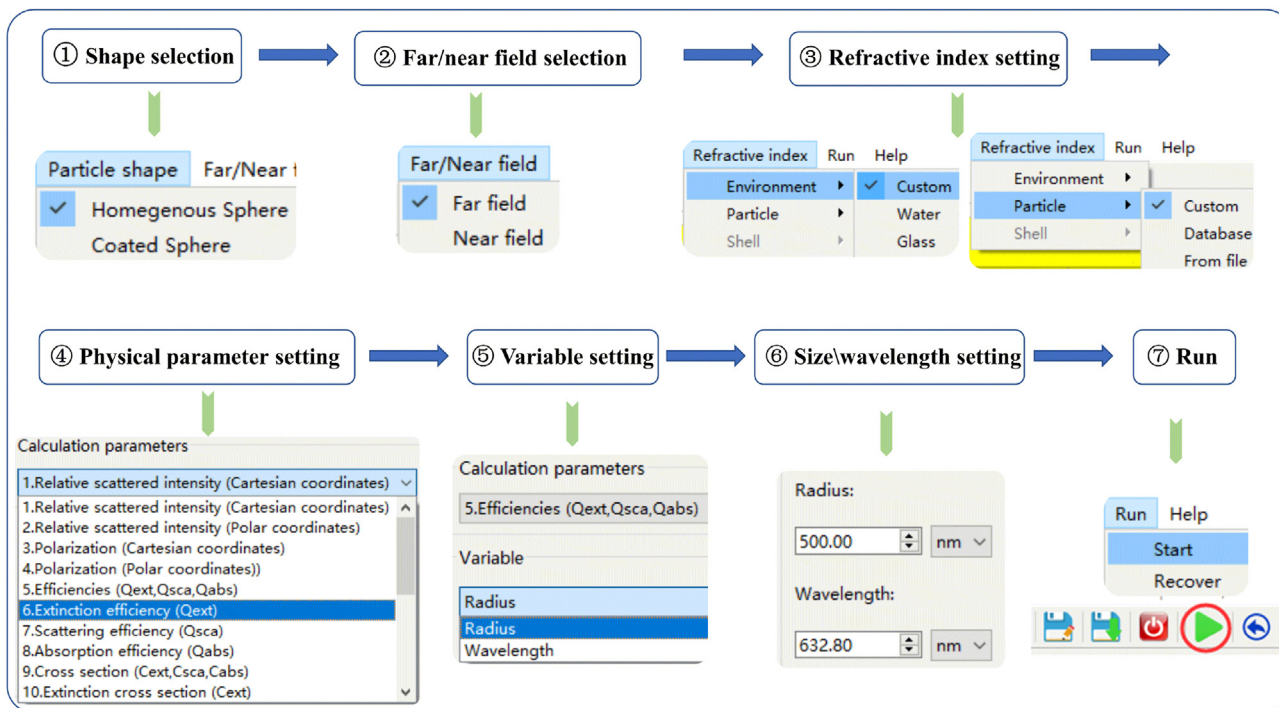 ① Shape selection
② Far/near field selection
③ Refractive index setting
Particle shape Far/Near
Homegenous Sphere
Coated Sphere
Far/Near field
Far field
Near field
Refractive index Run Help
Environment Custom
Particle Water
Shell Glass
Refractive index Run Help
Environment
Particle Custom
Shell Database
From file
④ Physical parameter setting
⑤ Variable setting
⑥ Size\wavelength setting
⑦ Run
Calculation parameters
1.Relative scattered intensity (Cartesian coordinates)
1.Relative scattered intensity (Cartesian coordinates)
2.Relative scattered intensity (Polar coordinates)
3.Polarization (Cartesian coordinates)
4.Polarization (Polar coordinates))
5.Efficiencies (Qext,Qsca,Qabs)
6.Extinction efficiency (Qext)
7.Scattering efficiency (Qsca)
8.Absorption efficiency (Qabs)
9.Cross section (Cext,Csca,Cabs)
10.Extinction cross section (Cext)
Calculation parameters
5.Efficiencies (Qext,Qsca,Qabs)
Variable
Radius
Radius
Wavelength
Radius:
500.00 nm
Wavelength:
632.80 nm
Run Help
Start
Recover